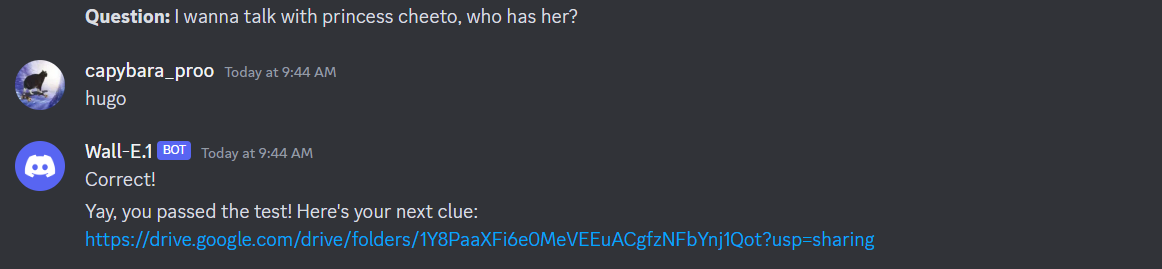 Question: I wanna talk with princess cheeto, who has her?
capybara_proo Today at 9:44 AM
hugo
Wall-E.1 BOT Today at 9:44 AM
Correct!
Yay, you passed the test! Here's your next clue:
https://drive.google.com/drive/folders/1Y8PaaXFi6e0MeVEEuACgfzNFbYnj1Qot?usp=sharing